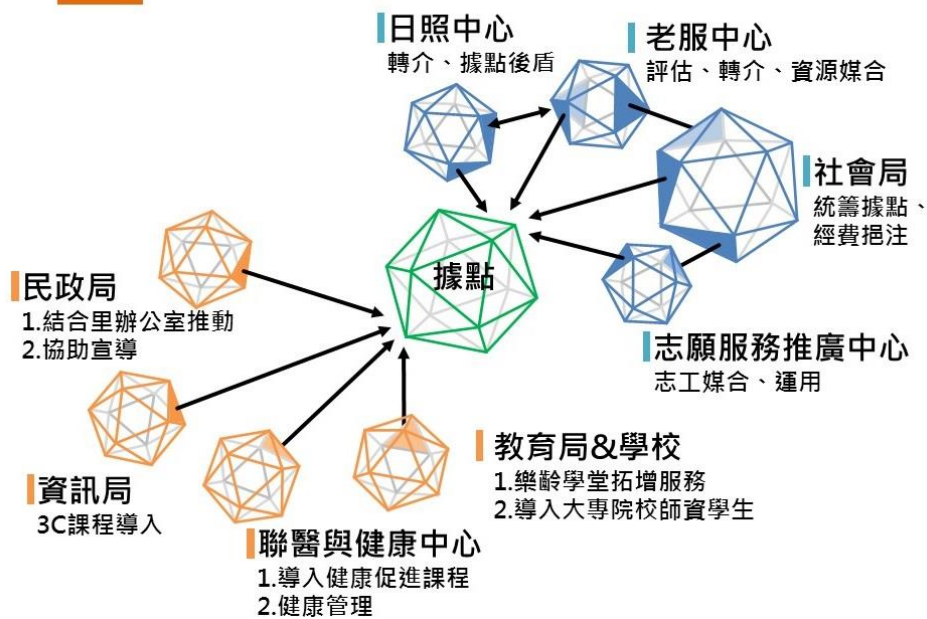 日照中心
轉介、據點後盾
老服中心
評估、轉介、資源媒合
社會局
統籌據點、
經費挹注
據點
民政局
1.結合里辦公室推動
2.協助宣導
志願服務推廣中心
志工媒合、運用
教育局&學校
1.樂齡學堂拓增服務
2.導入大專院校師資學生
資訊局
3C課程導入
聯醫與健康中心
1.導入健康促進課程
2.健康管理